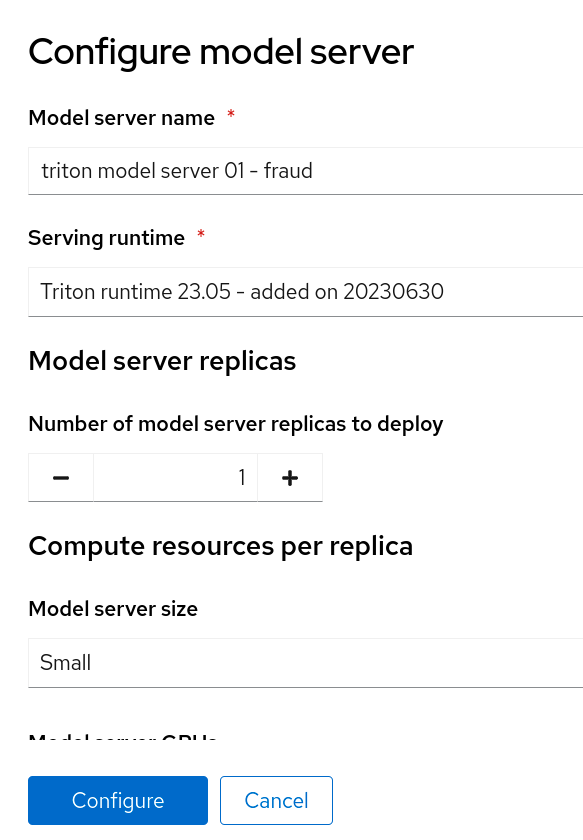 Configure model server
Model server name *
triton model server 01 - fraud
Serving runtime *
Triton runtime 23.05 - added on 20230630
Model server replicas
Number of model server replicas to deploy
1
Compute resources per replica
Model server size
Small
Model server GPUs
Configure Cancel